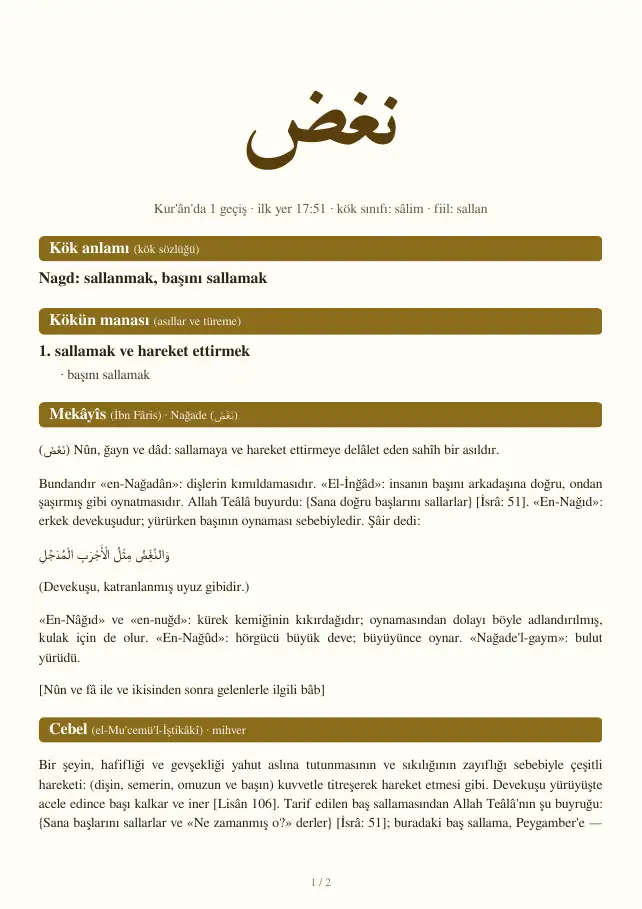 نغض
Kur'ân'da 1 geçiş · ilk yer 17:51 · kök sınıfı: sâlim · fiil: sallan
Kök anlamı (kök sözlüğü)
Nagd: sallanmak, başını sallamak
Kökün manası (asıllar ve türeme)
1. sallamak ve hareket ettirmek
· başını sallamak
Mekâyîs (İbn Fâris) · Nağade (نَغَضَ)
(نَغَضَ) Nûn, ğayn ve dâd: sallamaya ve hareket ettirmeye delâlet eden sahîh bir asıldır.
Bundandır «en-Nağadân»: dişlerin kımıldamasıdır. «El-İnğâd»: insanın başını arkadaşına doğru, ondan
şaşırmış gibi oynatmasıdır. Allah Teâlâ buyurdu: {Sana doğru başlarını sallarlar} [İsrâ: 51]. «En-Nağıd»:
erkek devekuşudur; yürürken başının oynaması sebebiyledir. Şâir dedi:
وَالنَّغْضُ مِثْلُ الْأَجْرَبِ الْمُدَجَّلِ
(Devekuşu, katranlanmış uyuz gibidir.)
«En-Nâğıd» ve «en-nuğd»: kürek kemiğinin kıkırdağıdır; oynamasından dolayı böyle adlandırılmış,
kulak için de olur. «En-Nağûd»: hörgücü büyük deve; büyüyünce oynar. «Nağade'l-gaym»: bulut
yürüdü.
[Nûn ve fâ ile ve ikisinden sonra gelenlerle ilgili bâb]
Cebel (el-Mu'cemü'l-İştikâkî) · mihver
Bir şeyin, hafifliği ve gevşekliği yahut aslına tutunmasının ve sıkılığının zayıflığı sebebiyle çeşitli
hareketi: (dişin, semerin, omuzun ve başın) kuvvetle titreşerek hareket etmesi gibi. Devekuşu yürüyüşte
acele edince başı kalkar ve iner [Lisân 106]. Tarif edilen baş sallamasından Allah Teâlâ'nın şu buyruğu:
{Sana başlarını sallarlar ve «Ne zamanmış o?» derler} [İsrâ: 51]; buradaki baş sallama, Peygamber'e —
1 / 2